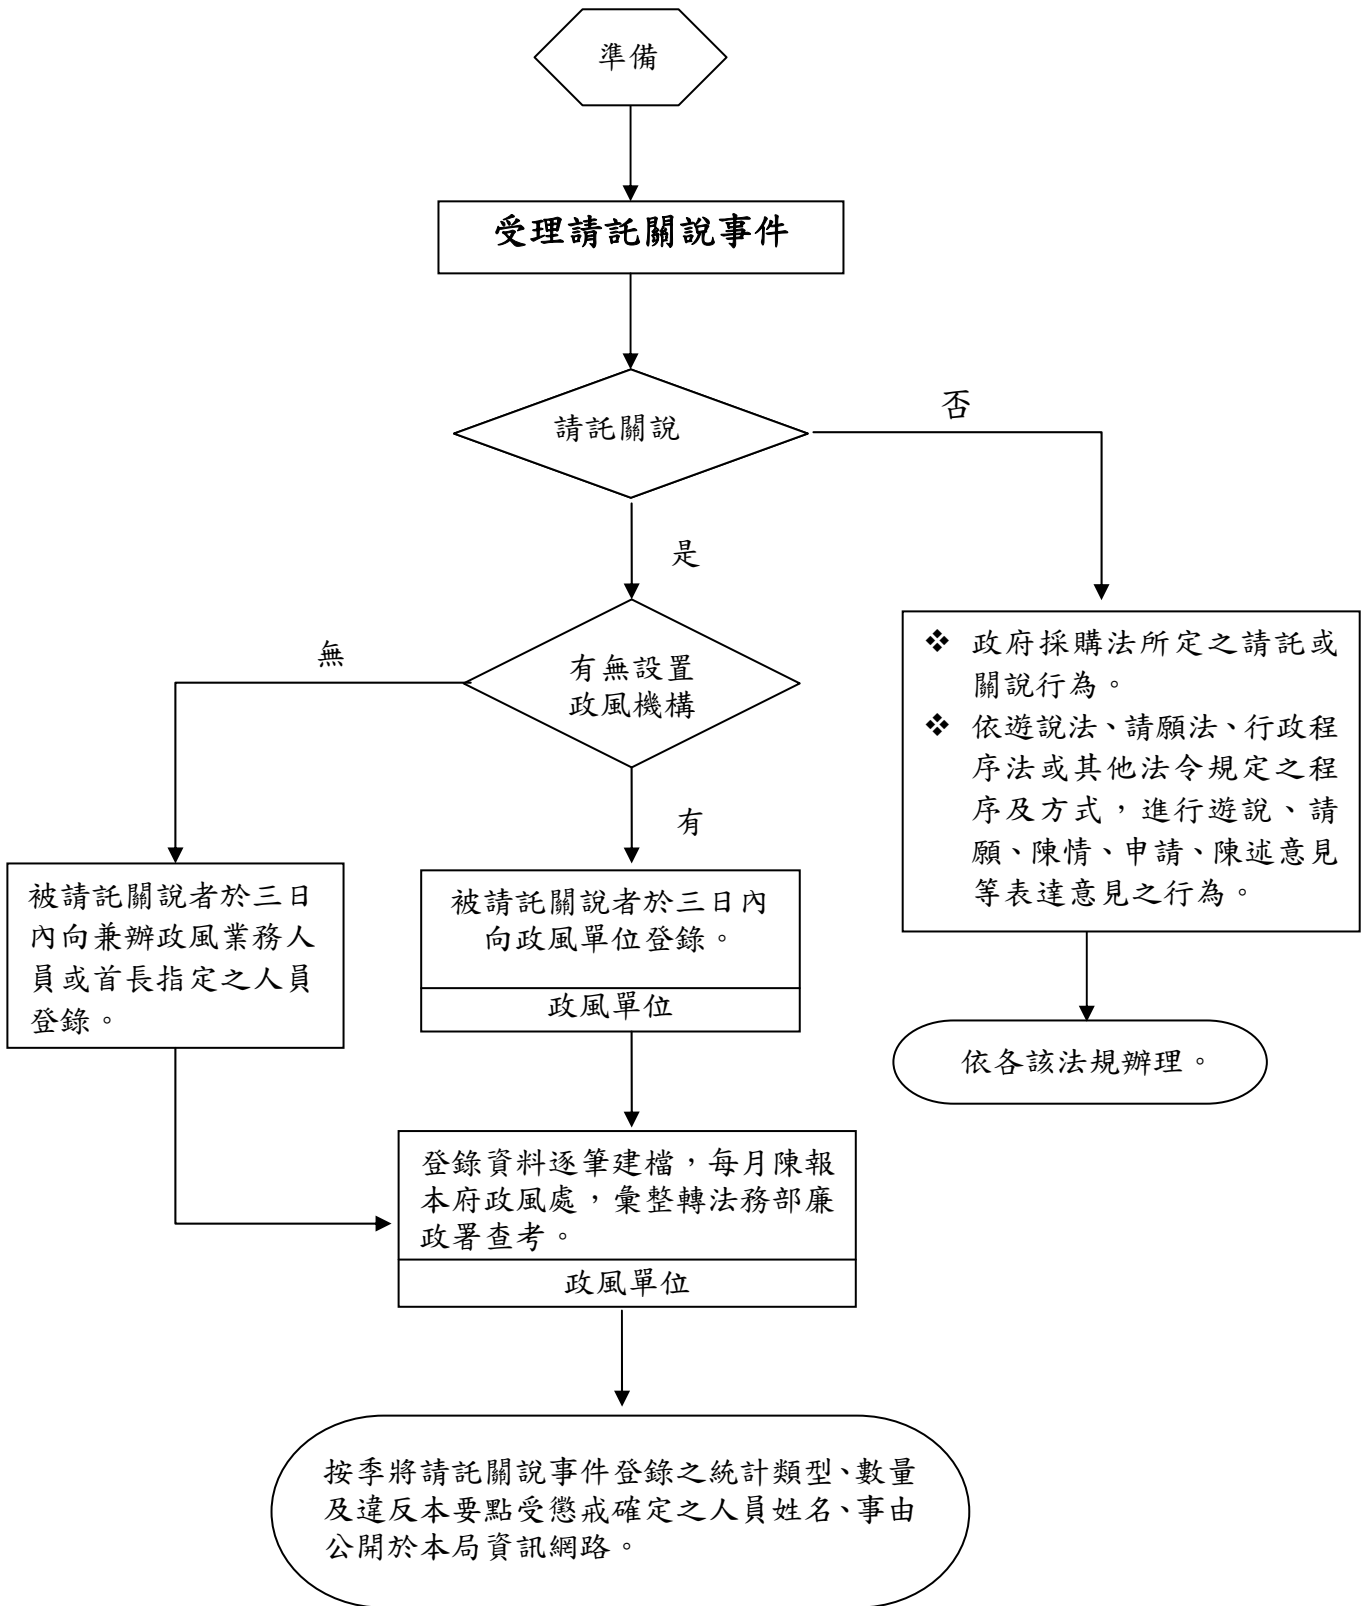 準備
受理請託關說事件
請託關說
否
是
有無設置
政風機構
無
有
❖ 政府採購法所定之請託或
關說行為。
❖ 依遊說法、請願法、行政程
序法或其他法令規定之程
序及方式，進行遊說、請
願、陳情、申請、陳述意見
等表達意見之行為。
被請託關說者於三日
內向兼辦政風業務人
員或首長指定之人員
登錄。
被請託關說者於三日內
向政風單位登錄。
政風單位
依各該法規辦理。
登錄資料逐筆建檔，每月陳報
本府政風處，彙整轉法務部廉
政署查考。
政風單位
按季將請託關說事件登錄之統計類型、數量
及違反本要點受懲戒確定之人員姓名、事由
公開於本局資訊網路。